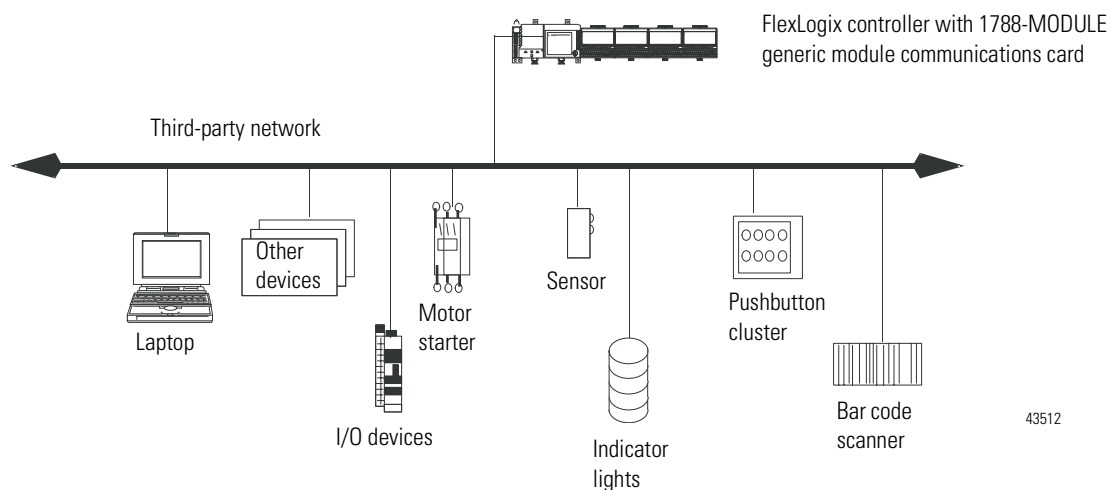 FlexLogix controller with 1788-MODULE
generic module communications card
Third-party network
Other
devices
Laptop
I/O devices
Motor
starter
Sensor
Indicator
lights
Pushbutton
cluster
Bar code
scanner
43512